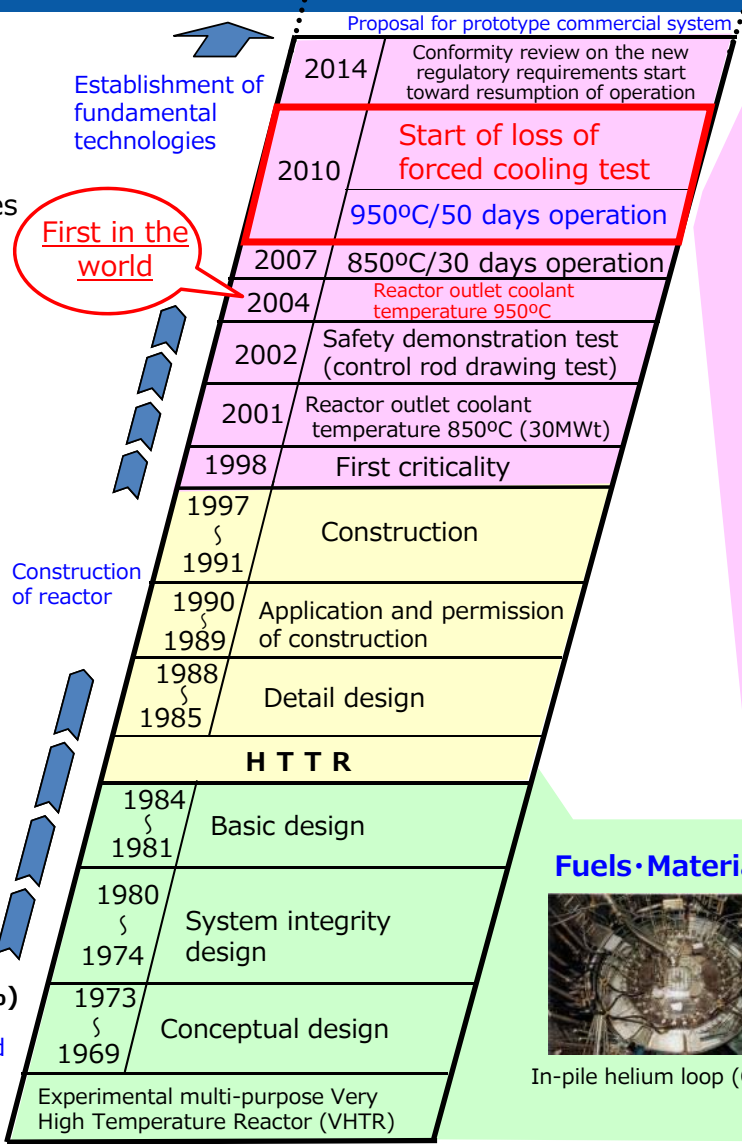 Proposal for prototype commercial system
2014
Conformity review on the new
regulatory requirements start
toward resumption of operation
Establishment of
fundamental
technologies
2010
Start of loss of
forced cooling test
950ºC/50 days operation
First in the
world
2007
850ºC/30 days operation
2004
Reactor outlet coolant
temperature 950ºC
2002
Safety demonstration test
(control rod drawing test)
2001
Reactor outlet coolant
temperature 850ºC (30MWt)
1998
First criticality
1997
∫
1991
Construction
Construction
of reactor
1990
∫
1989
Application and permission
of construction
1988
∫
1985
Detail design
H T T R
1984
∫
1981
Basic design
1980
∫
1974
System integrity
design
1973
∫
1969
Conceptual design
Experimental multi-purpose Very
High Temperature Reactor (VHTR)
Fuels･Materia
In-pile helium loop (